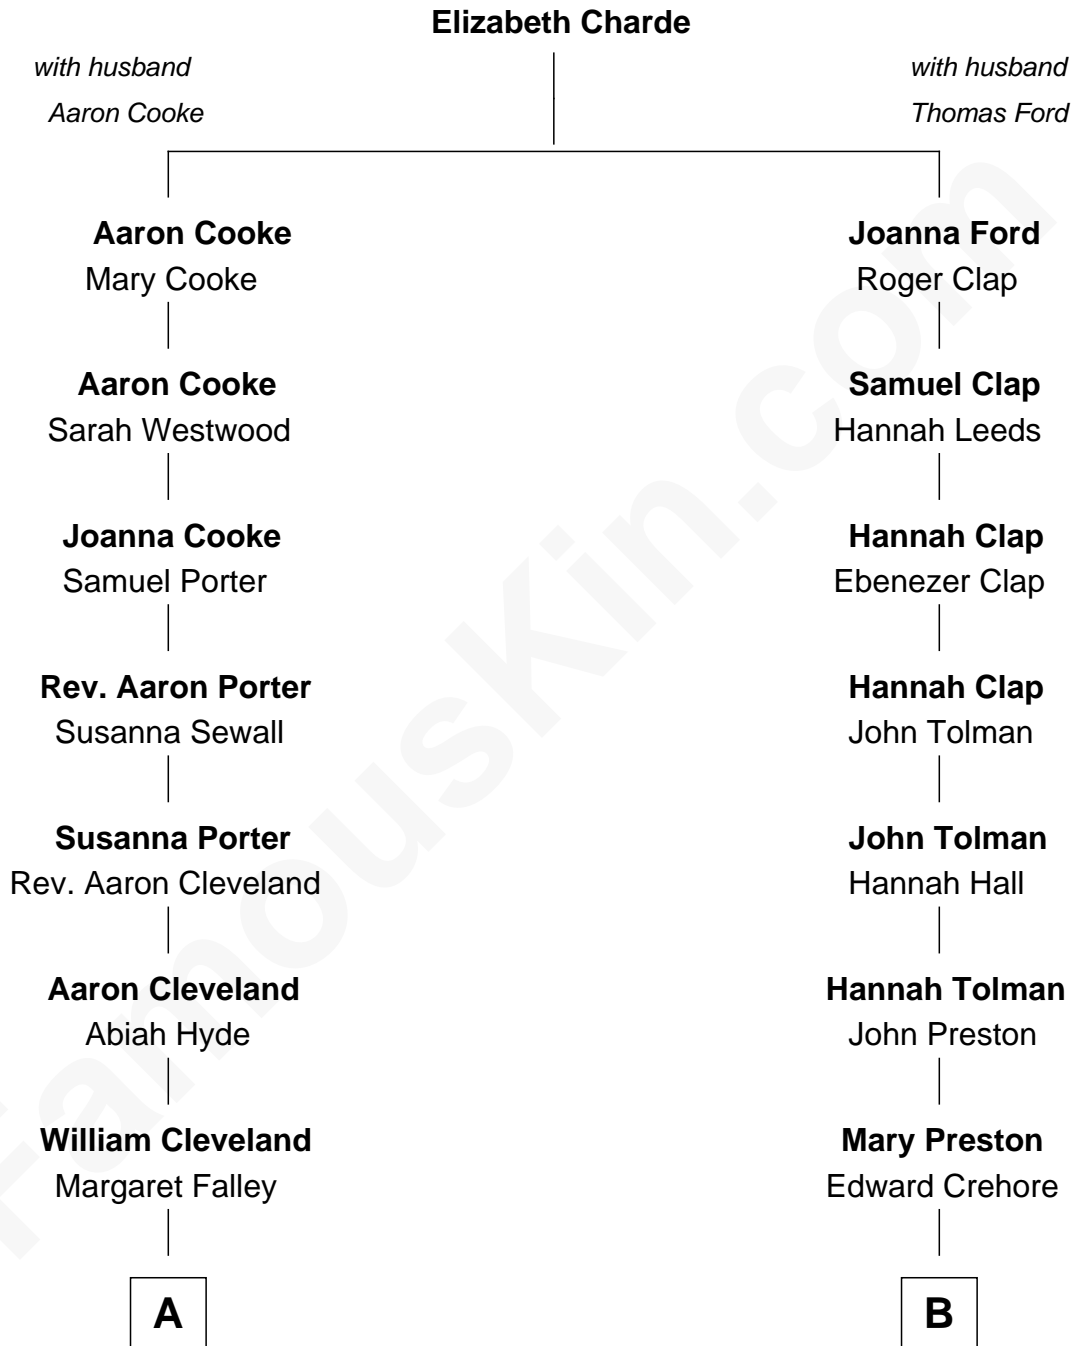 Elizabeth Charde
with husband
Aaron Cooke
with husband
Thomas Ford
Aaron Cooke
Mary Cooke
Joanna Ford
Roger Clap
Aaron Cooke
Sarah Westwood
Samuel Clap
Hannah Leeds
Joanna Cooke
Samuel Porter
Hannah Clap
Ebenezer Clap
Rev. Aaron Porter
Susanna Sewall
Hannah Clap
John Tolman
Susanna Porter
Rev. Aaron Cleveland
John Tolman
Hannah Hall
Aaron Cleveland
Abiah Hyde
Hannah Tolman
John Preston
William Cleveland
Margaret Falley
Mary Preston
Edward Crehore
A
B
FamousKin.com